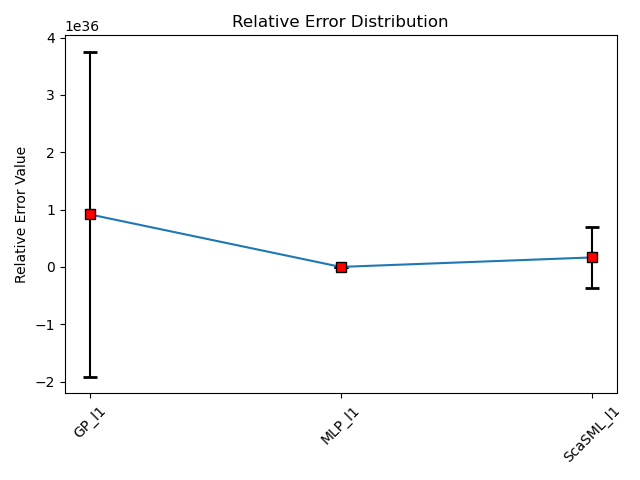 Relative Error Distribution
1e36
4
3
2
1
0
−1
−2
Relative Error Value
GP_l1
MLP_l1
ScaSML_l1